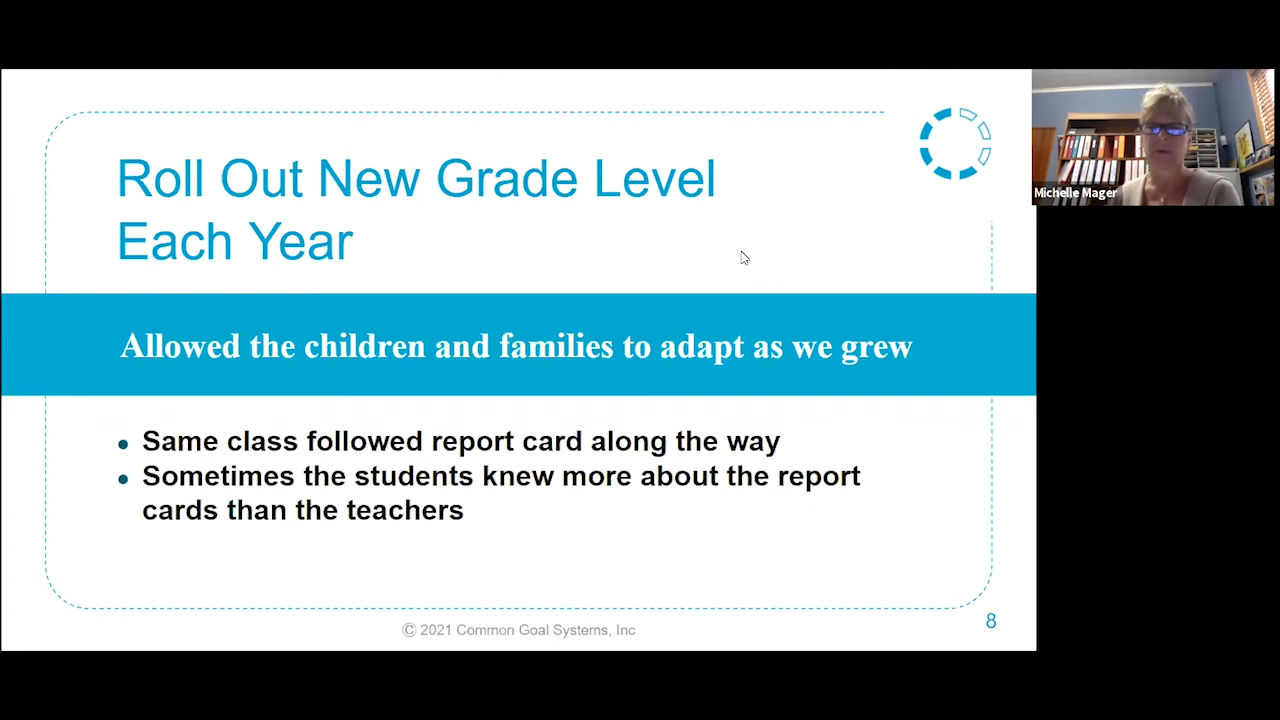 Roll Out New Grade Level
Each Year
Michelle Mager
Allowed the children and families to adapt as we grew
• Same class followed report card along the way
• Sometimes the students knew more about the report
cards than the teachers
© 2021 Common Goal Systems, Inc
8